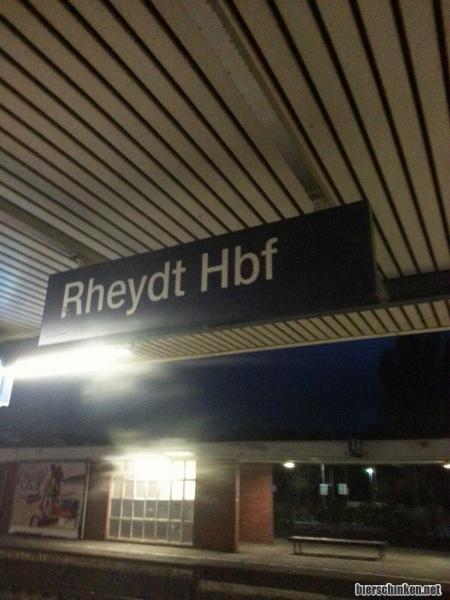 Rheydt Hbf
bierschinken.net